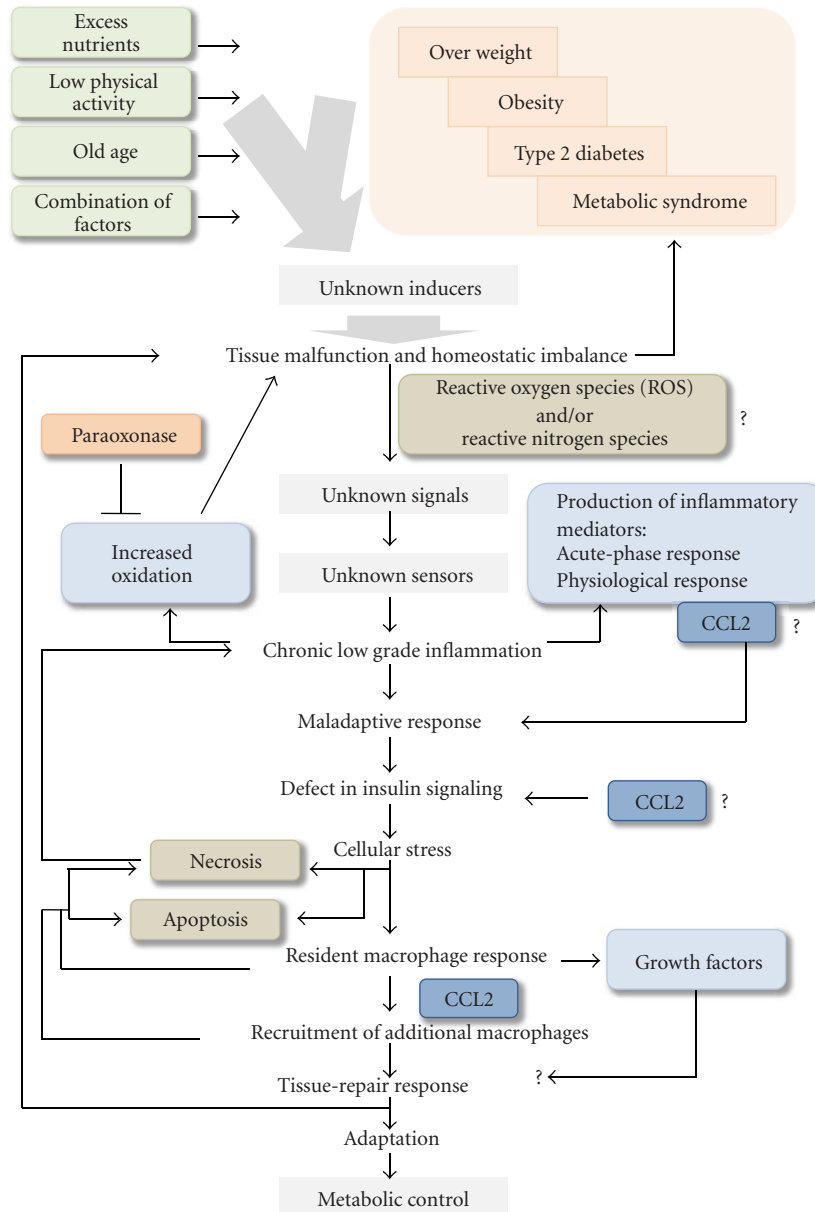 Excess
nutrients
Low physical
activity
Old age
Combination of
factors
Over weight
Obesity
Type 2 diabetes
Metabolic syndrome
Unknown inducers
Tissue malfunction and homeostatic imbalance
Reactive oxygen species (ROS)
and/or
reactive nitrogen species
?
Paraoxonase
Increased
oxidation
Unknown signals
Unknown sensors
Production of inflammatory
mediators:
Acute-phase response
Physiological response
CCL2
?
Chronic low grade inflammation
Maladaptive response
Defect in insulin signaling
CCL2
?
Cellular stress
Necrosis
Apoptosis
Resident macrophage response
Growth factors
CCL2
Recruitment of additional macrophages
Tissue-repair response
?
Adaptation
Metabolic control